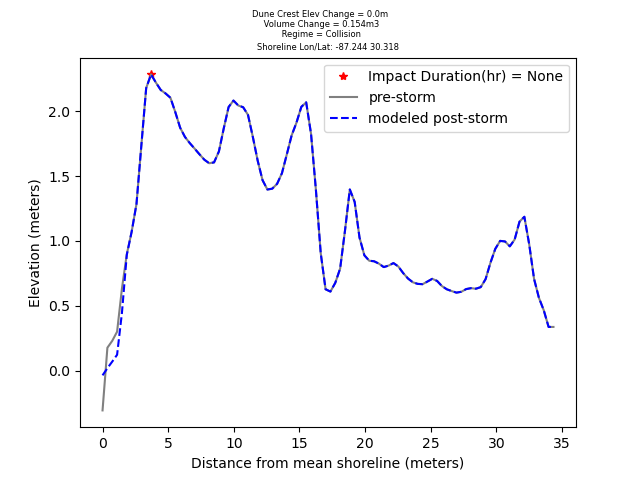 Dune Crest Elev Change = 0.0m
Volume Change = 0.154m3
Regime = Collision
Shoreline Lon/Lat: -87.244 30.318
Impact Duration(hr) = None
pre-storm
modeled post-storm
Elevation (meters)
2.0
1.5
1.0
0.5
0.0
0 5 10 15 20 25 30 35
Distance from mean shoreline (meters)